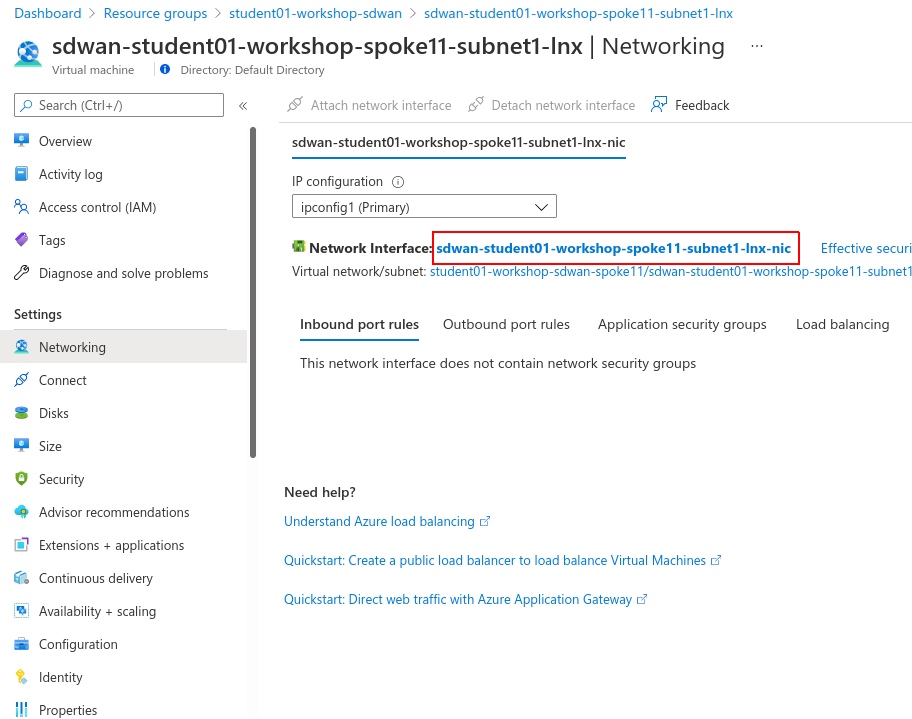 Dashboard > Resource groups > student01-workshop-sdwan > sdwan-student01-workshop-spoke11-subnet1-lnx
sdwan-student01-workshop-spoke11-subnet1-lnx | Networking ...
Virtual machine Directory: Default Directory
Search (Ctrl+/) «
Attach network interface Detach network interface Feedback
Overview
Activity log
Access control (IAM)
Tags
Diagnose and solve problems
Settings
Networking
Connect
Disks
Size
Security
Advisor recommendations
Extensions + applications
Continuous delivery
Availability + scaling
Configuration
Identity
Properties
sdwan-student01-workshop-spoke11-subnet1-lnx-nic
IP configuration
ipconfig1 (Primary)
Network Interface: sdwan-student01-workshop-spoke11-subnet1-lnx-nic Effective securi
Virtual network/subnet: student01-workshop-sdwan-spoke11/sdwan-student01-workshop-spoke11-subnet1
Inbound port rules Outbound port rules Application security groups Load balancing
This network interface does not contain network security groups
Need help?
Understand Azure load balancing
Quickstart: Create a public load balancer to load balance Virtual Machines
Quickstart: Direct web traffic with Azure Application Gateway